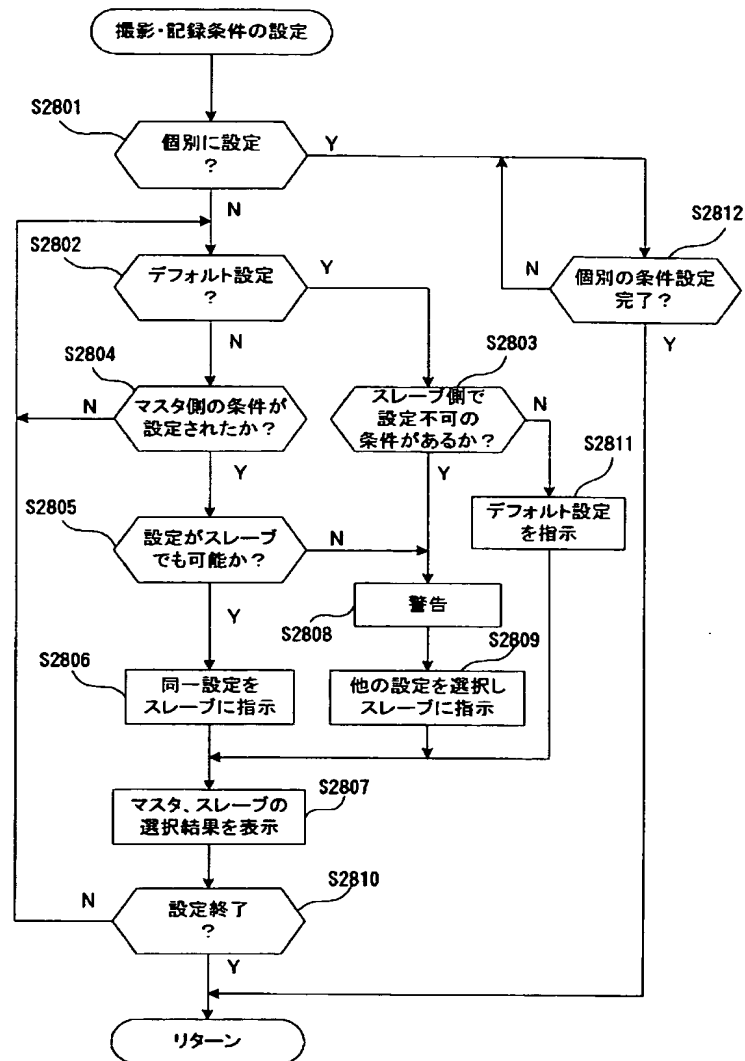 撮影・記録条件の設定
S2801
個別に設定
?
Y
N
S2812
個別の条件設定
完了?
N
Y
S2802
デフォルト設定
?
Y
N
S2804
マスタ側の条件が
設定されたか?
N
Y
S2803
スレーブ側で
設定不可の
条件があるか?
N
Y
S2811
デフォルト設定
を指示
S2805
設定がスレーブ
でも可能か?
N
Y
警告
S2808
S2809
他の設定を選択し
スレーブに指示
S2806
同一設定を
スレーブに指示
S2807
マスタ、スレーブの
選択結果を表示
S2810
設定終了
?
N
Y
リターン